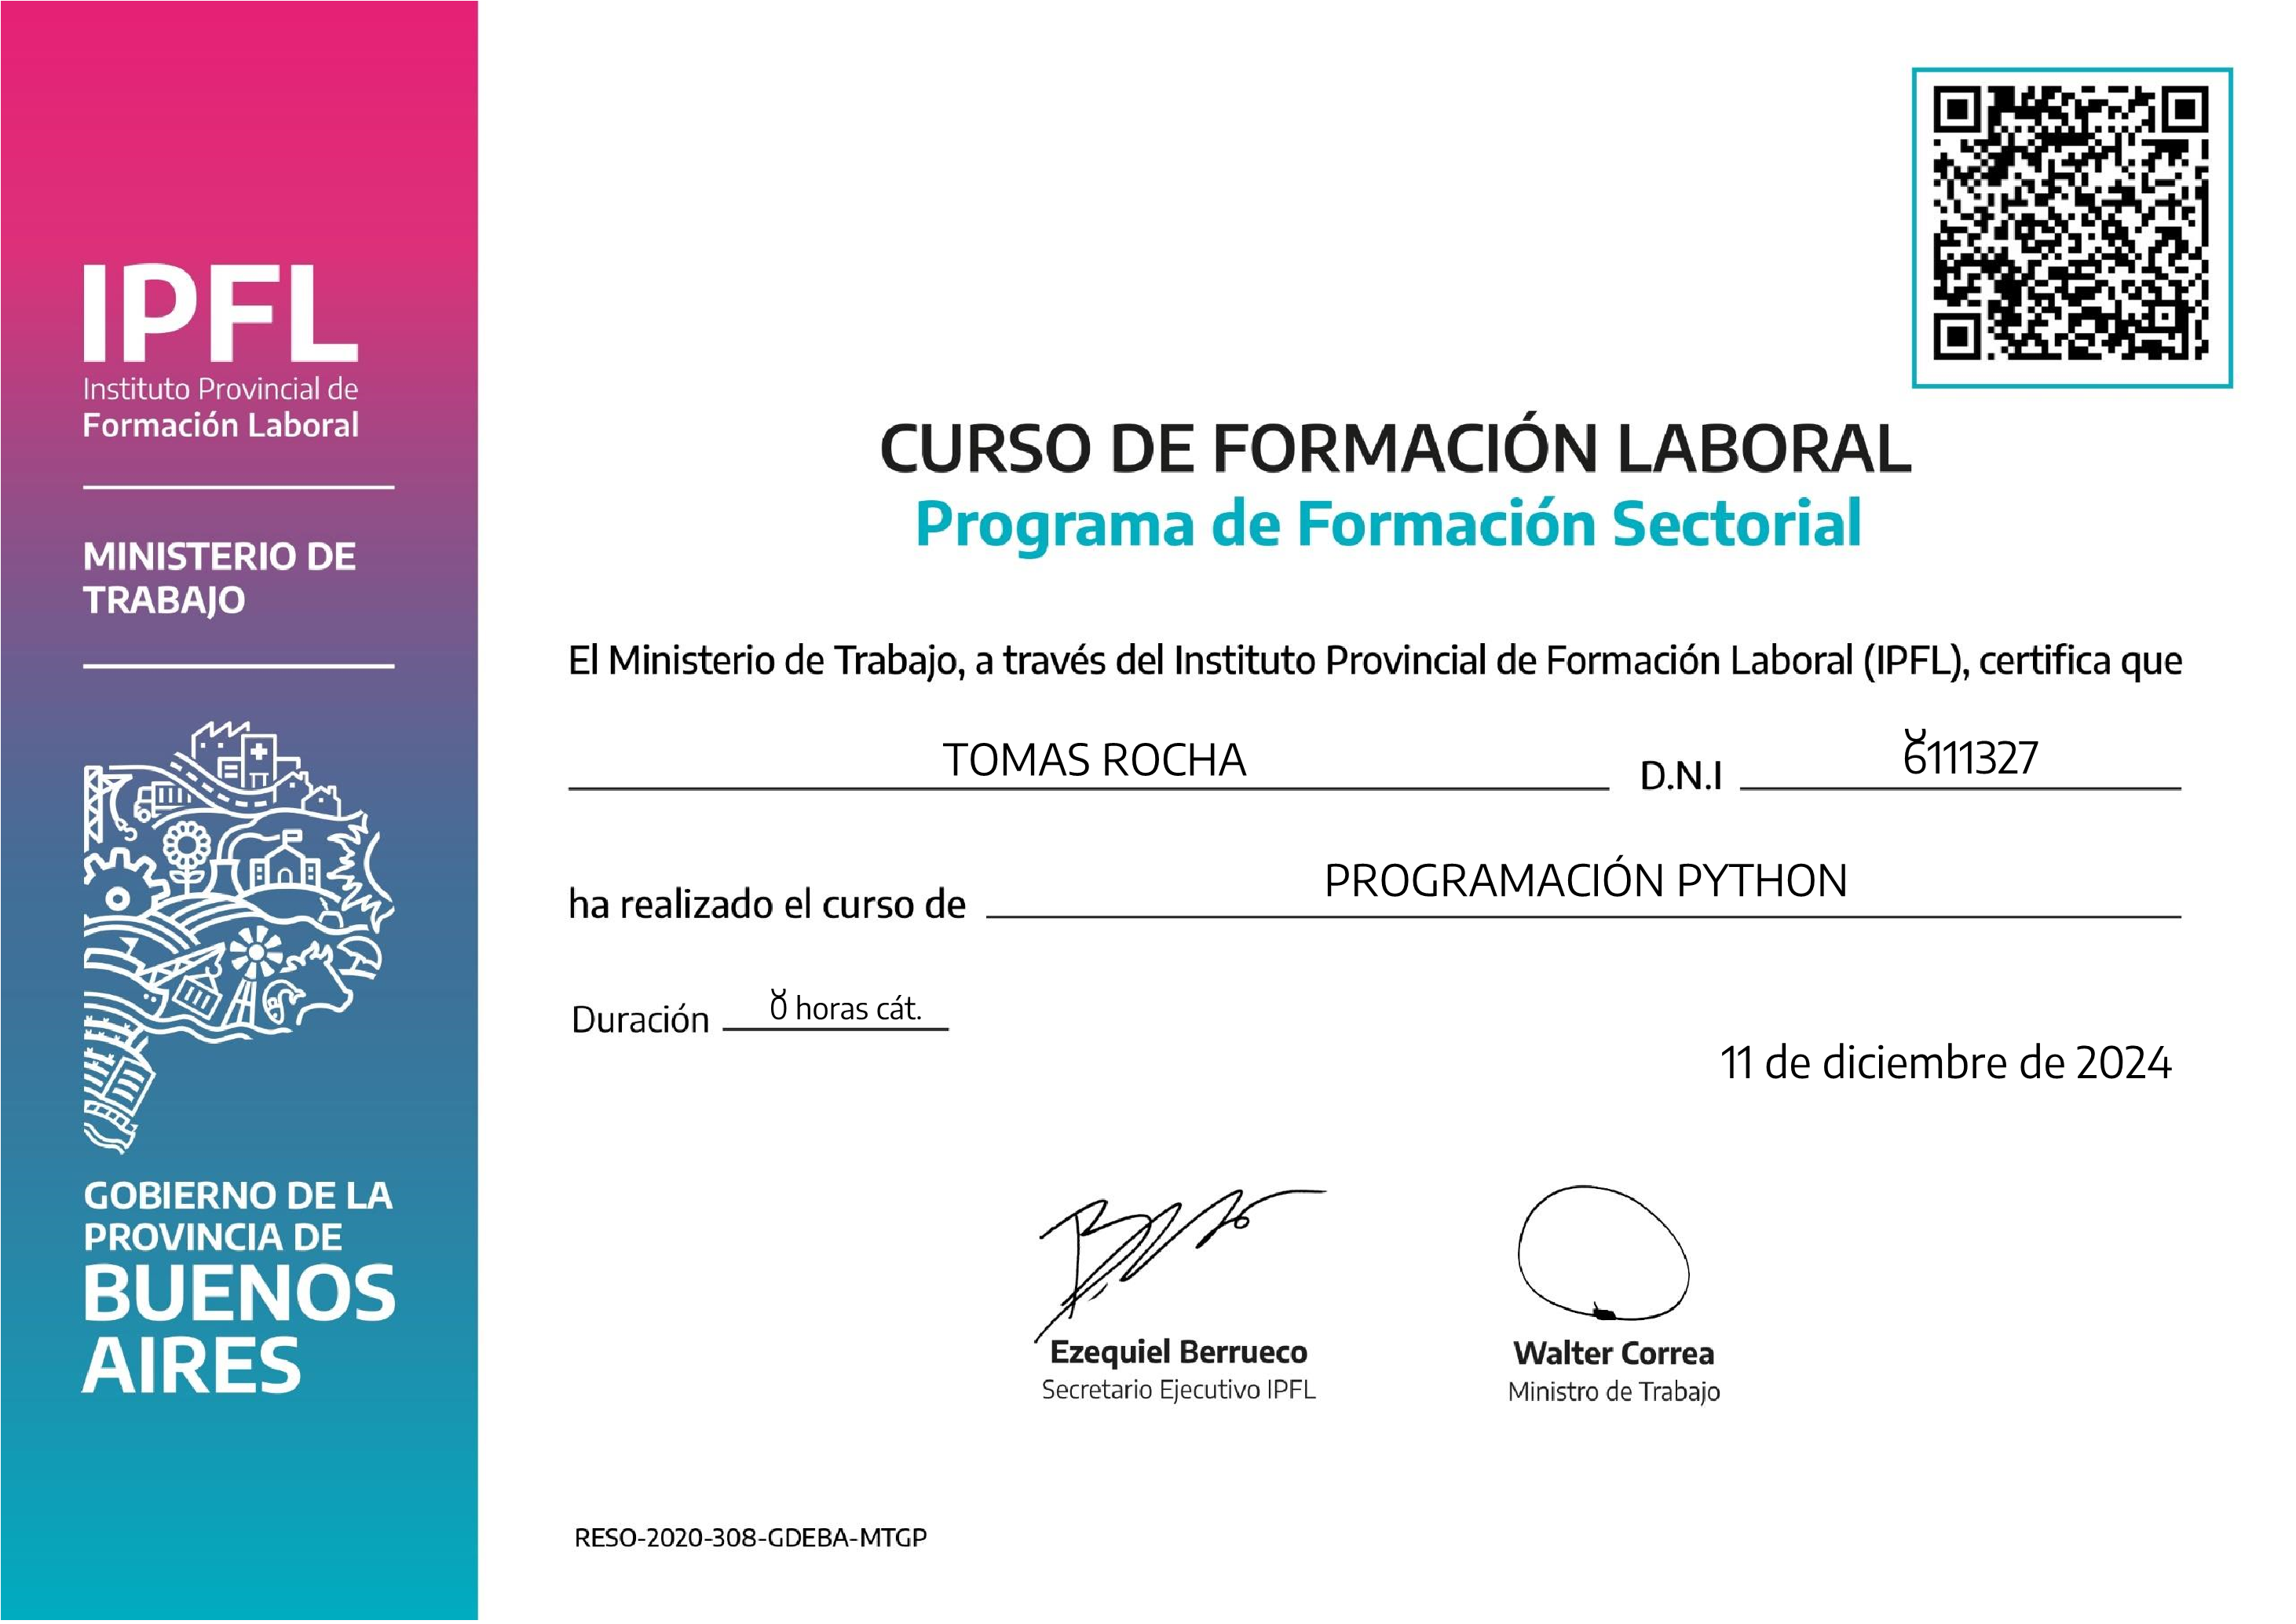 IPFL
Instituto Provincial de
Formación Laboral
MINISTERIO DE
TRABAJO
GOBIERNO DE LA
PROVINCIA DE
BUENOS
AIRES
CURSO DE FORMACIÓN LABORAL
Programa de Formación Sectorial
El Ministerio de Trabajo, a través del Instituto Provincial de Formación Laboral (IPFL), certifica que
TOMAS ROCHA D.N.I 6̆111327
ha realizado el curso de PROGRAMACIÓN PYTHON
Duración 0̆ horas cát.
11 de diciembre de 2024
Ezequiel Berrueco
Secretario Ejecutivo IPFL
Walter Correa
Ministro de Trabajo
RESO-2020-308-GDEBA-MTGP